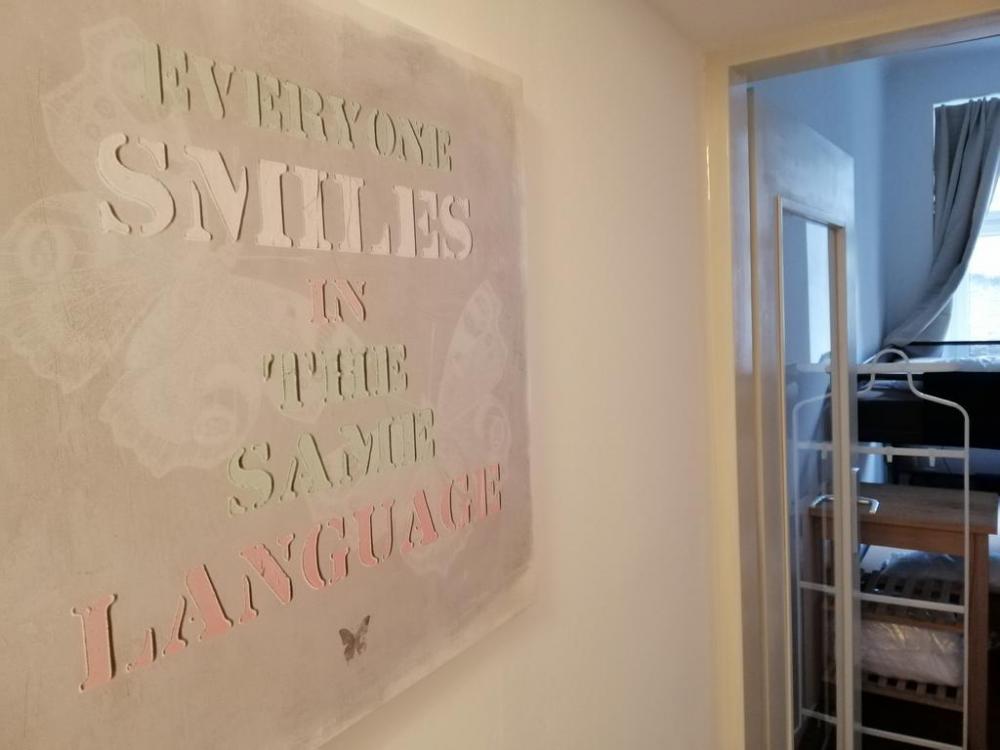 EVERYONE
SMILES
IN
THE
SAME
LANGUAGE